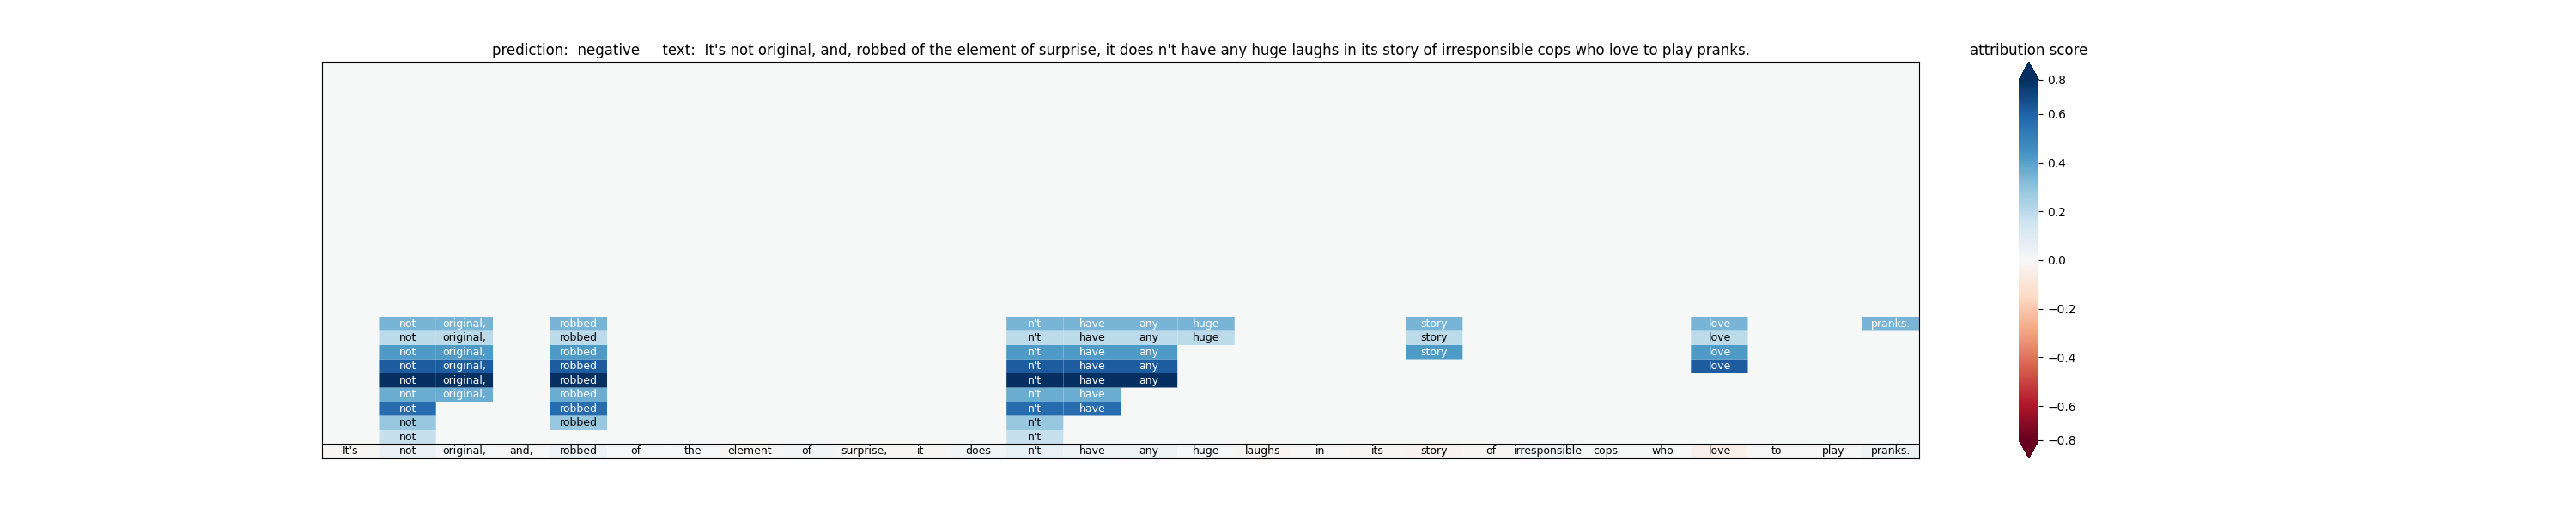 prediction:  negative     text:  It's not original, and, robbed of the element of surprise, it does n't have any huge laughs in its story of irresponsible cops who love to play pranks.
attribution score
0.8
0.6
0.4
0.2
0.0
−0.2
−0.4
−0.6
−0.8
not original, robbed n't have any huge story love pranks.
not original, robbed n't have any huge story love
not original, robbed n't have any story love
not original, robbed n't have any love
not original, robbed n't have any
not original, robbed n't have
not robbed n't have
not robbed n't
not n't
It's not original, and, robbed of the element of surprise, it does n't have any huge laughs in its story of irresponsible cops who love to play pranks.